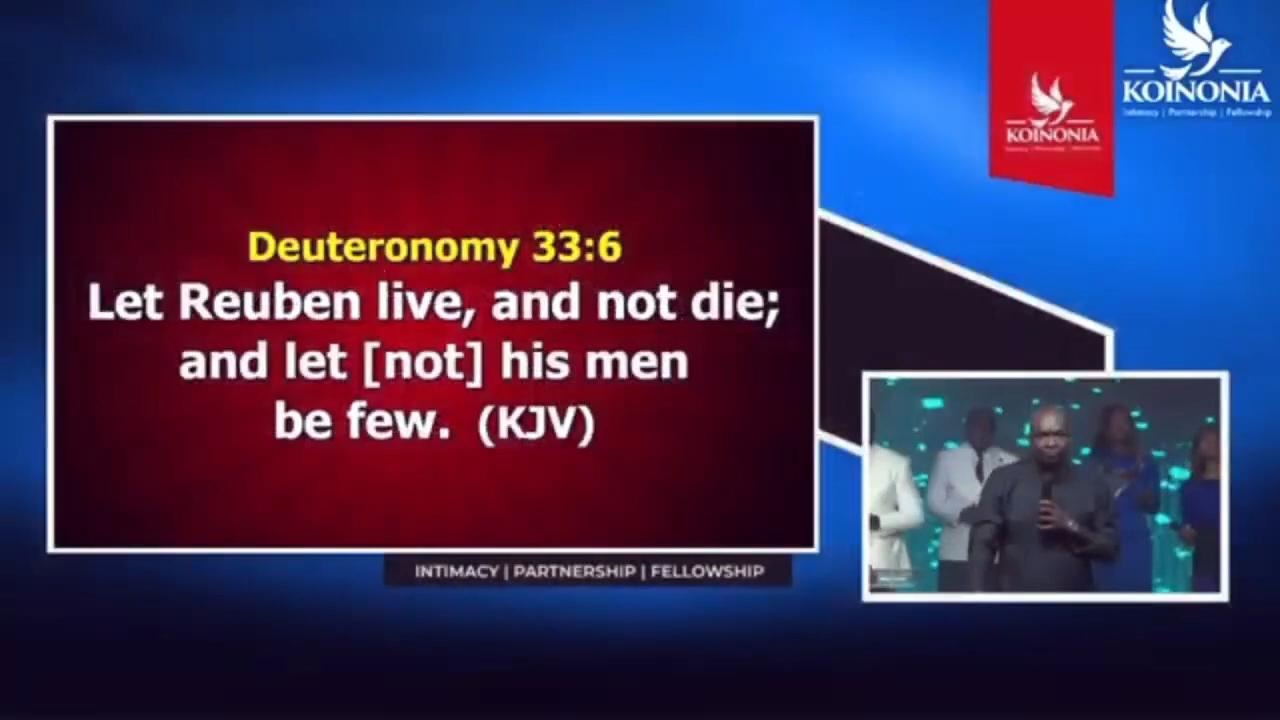 KOINONIA
Intimacy | Partnership | Fellowship
KOINONIA
Deuteronomy 33:6
Let Reuben live, and not die;
and let [not] his men
be few. (KJV)
INTIMACY | PARTNERSHIP | FELLOWSHIP